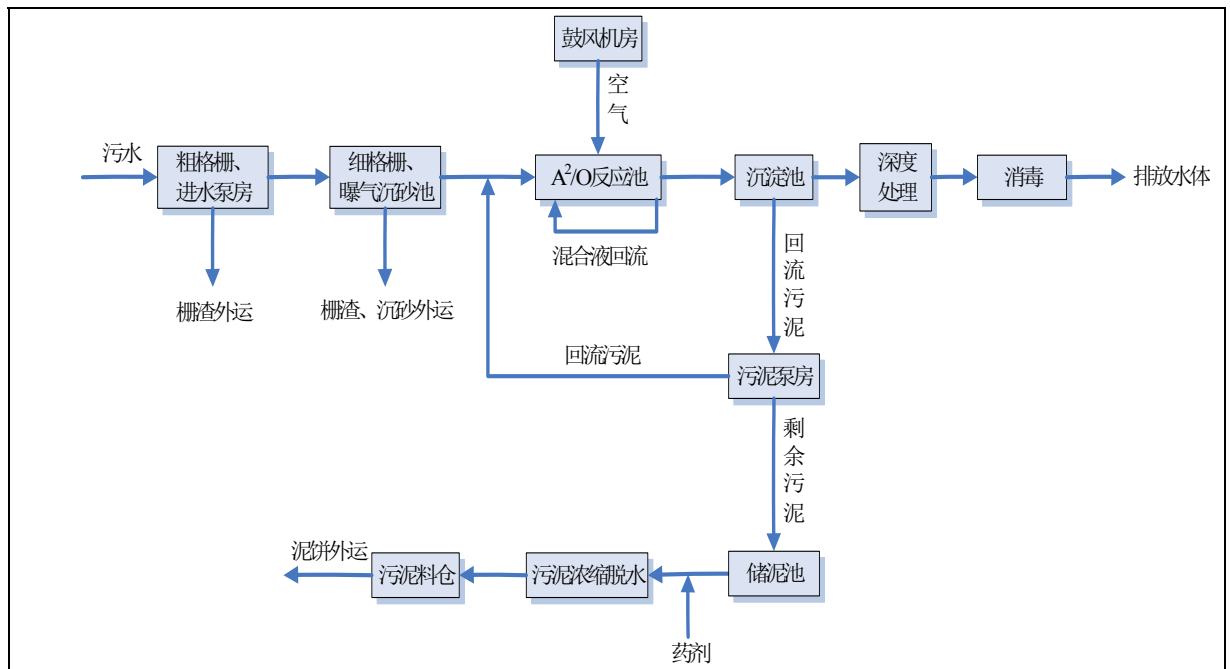 鼓风机房
空气
污水
粗格栅、
进水泵房
细格栅、
曝气沉砂池
A²/O反应池
沉淀池
深度
处理
消毒
排放水体
混合液回流
栅渣外运
栅渣、沉砂外运
回流污泥
回流污泥
污泥泵房
剩余污泥
泥饼外运
污泥料仓
污泥浓缩脱水
储泥池
药剂